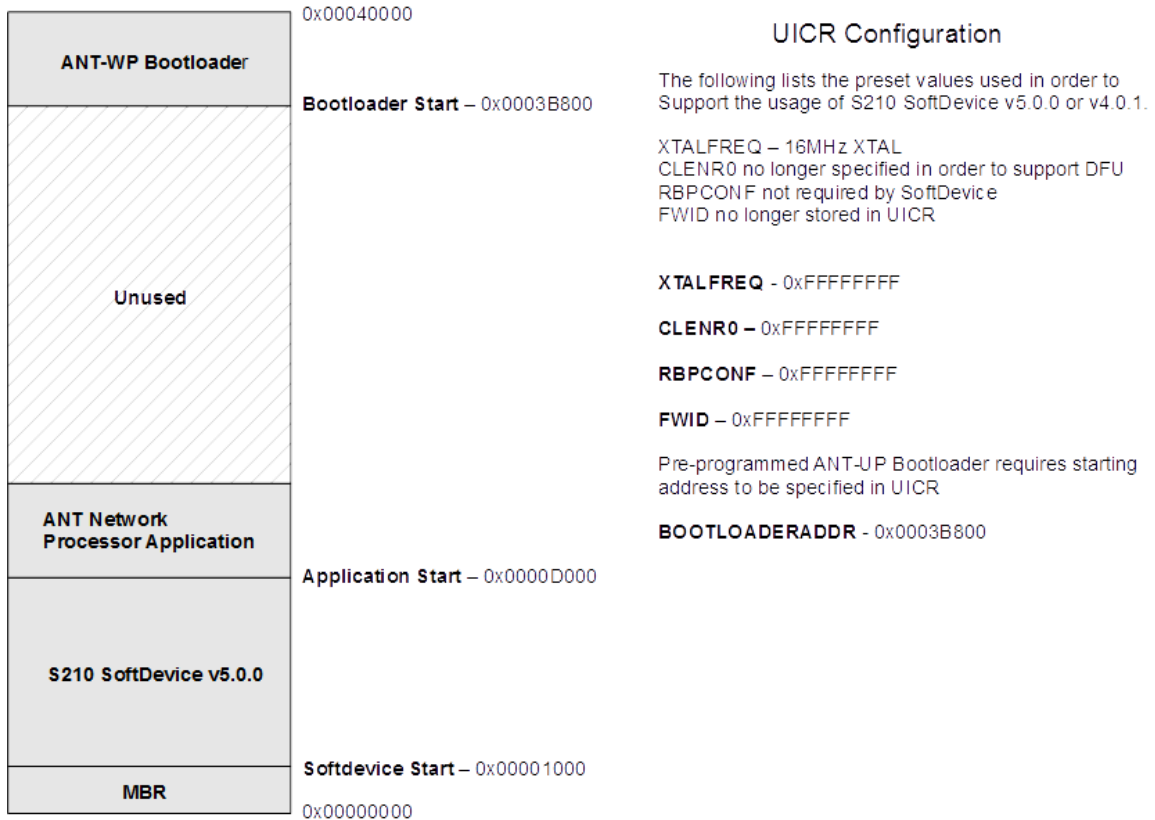 0x00040000
ANT-WP Bootloader
Bootloader Start – 0x0003B800
Unused
ANT Network
Processor Application
Application Start – 0x0000D000
S210 SoftDevice v5.0.0
Softdevice Start – 0x00001000
MBR
0x00000000
UICR Configuration
The following lists the preset values used in order to
Support the usage of S210 SoftDevice v5.0.0 or v4.0.1.
XTALFREQ – 16MHz XTAL
CLENR0 no longer specified in order to support DFU
RBPCONF not required by SoftDevice
FWID no longer stored in UICR
XTALFREQ - 0xFFFFFFFF
CLENR0 – 0xFFFFFFFF
RBPCONF – 0xFFFFFFFF
FWID – 0xFFFFFFFF
Pre-programmed ANT-UP Bootloader requires starting
address to be specified in UICR
BOOTLOADERADDR - 0x0003B800